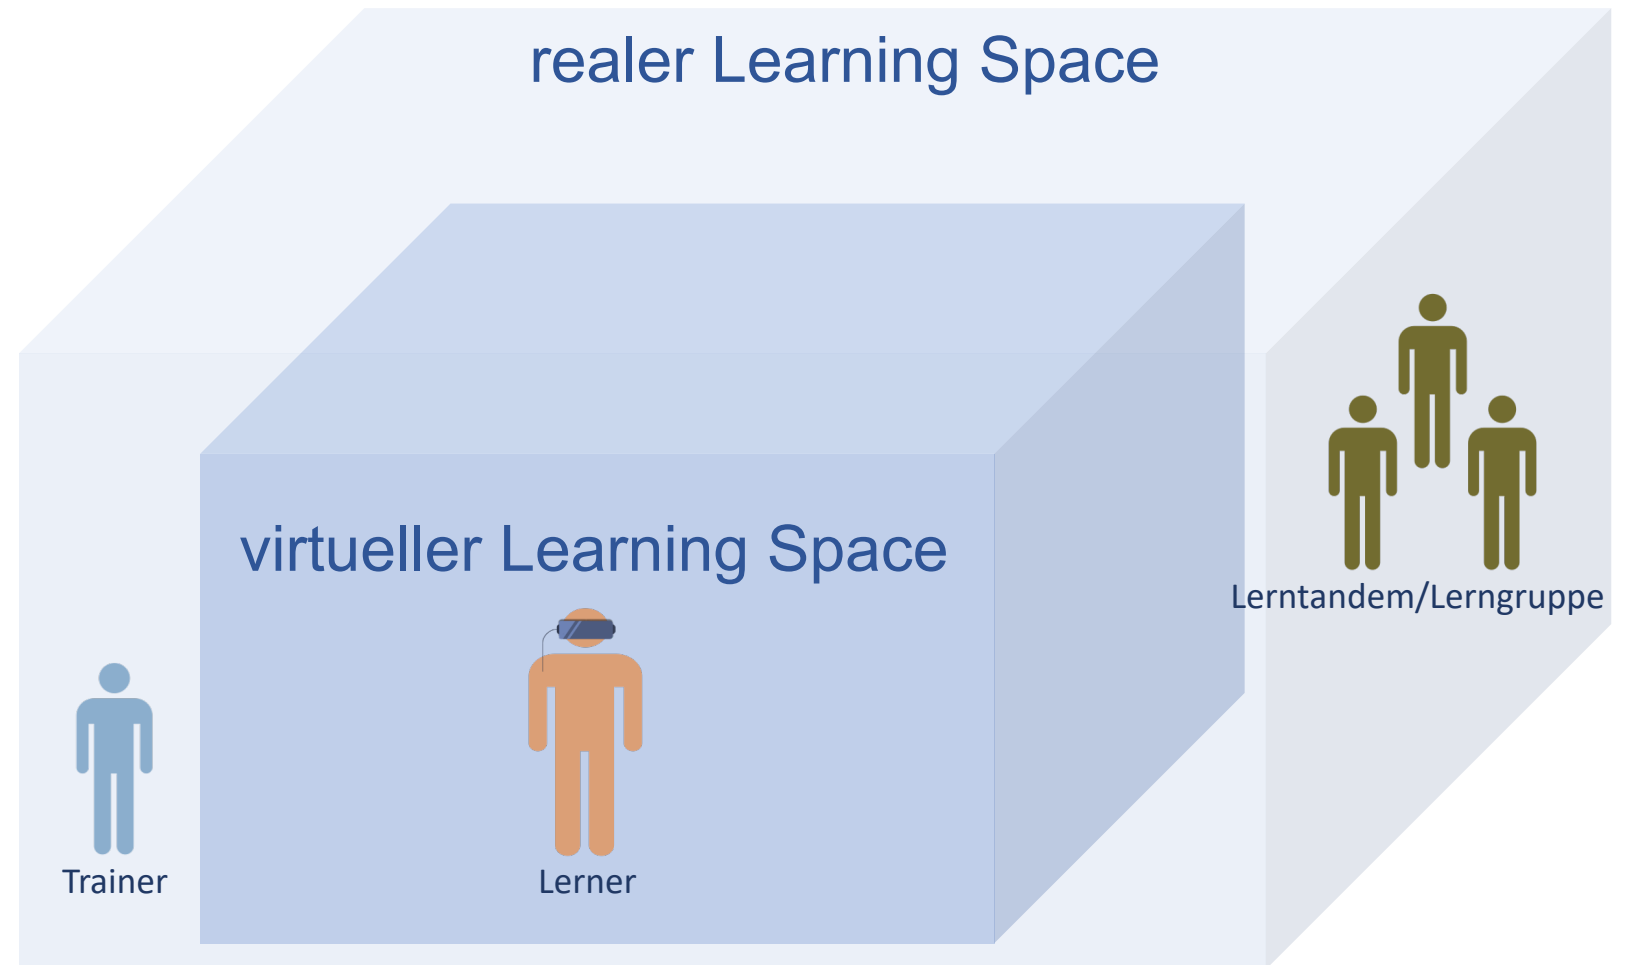 realer Learning Space
virtueller Learning Space
Lerntandem/Lerngruppe
Trainer
Lerner